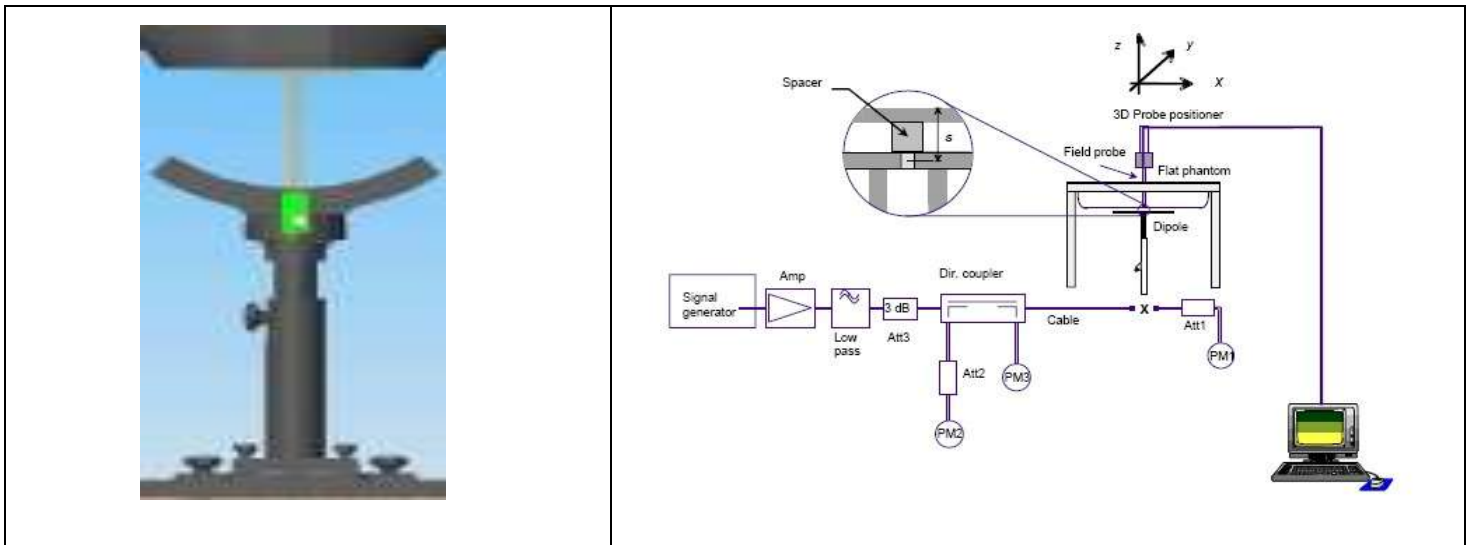 z
y
X
Spacer
3D Probe positioner
s
Field probe
Flat phantom
Dipole
Dir. coupler
Amp
Signal
generator
3 dB
Cable
X
Low
pass
Att3
Att1
PM1
Att2
PM3
PM2